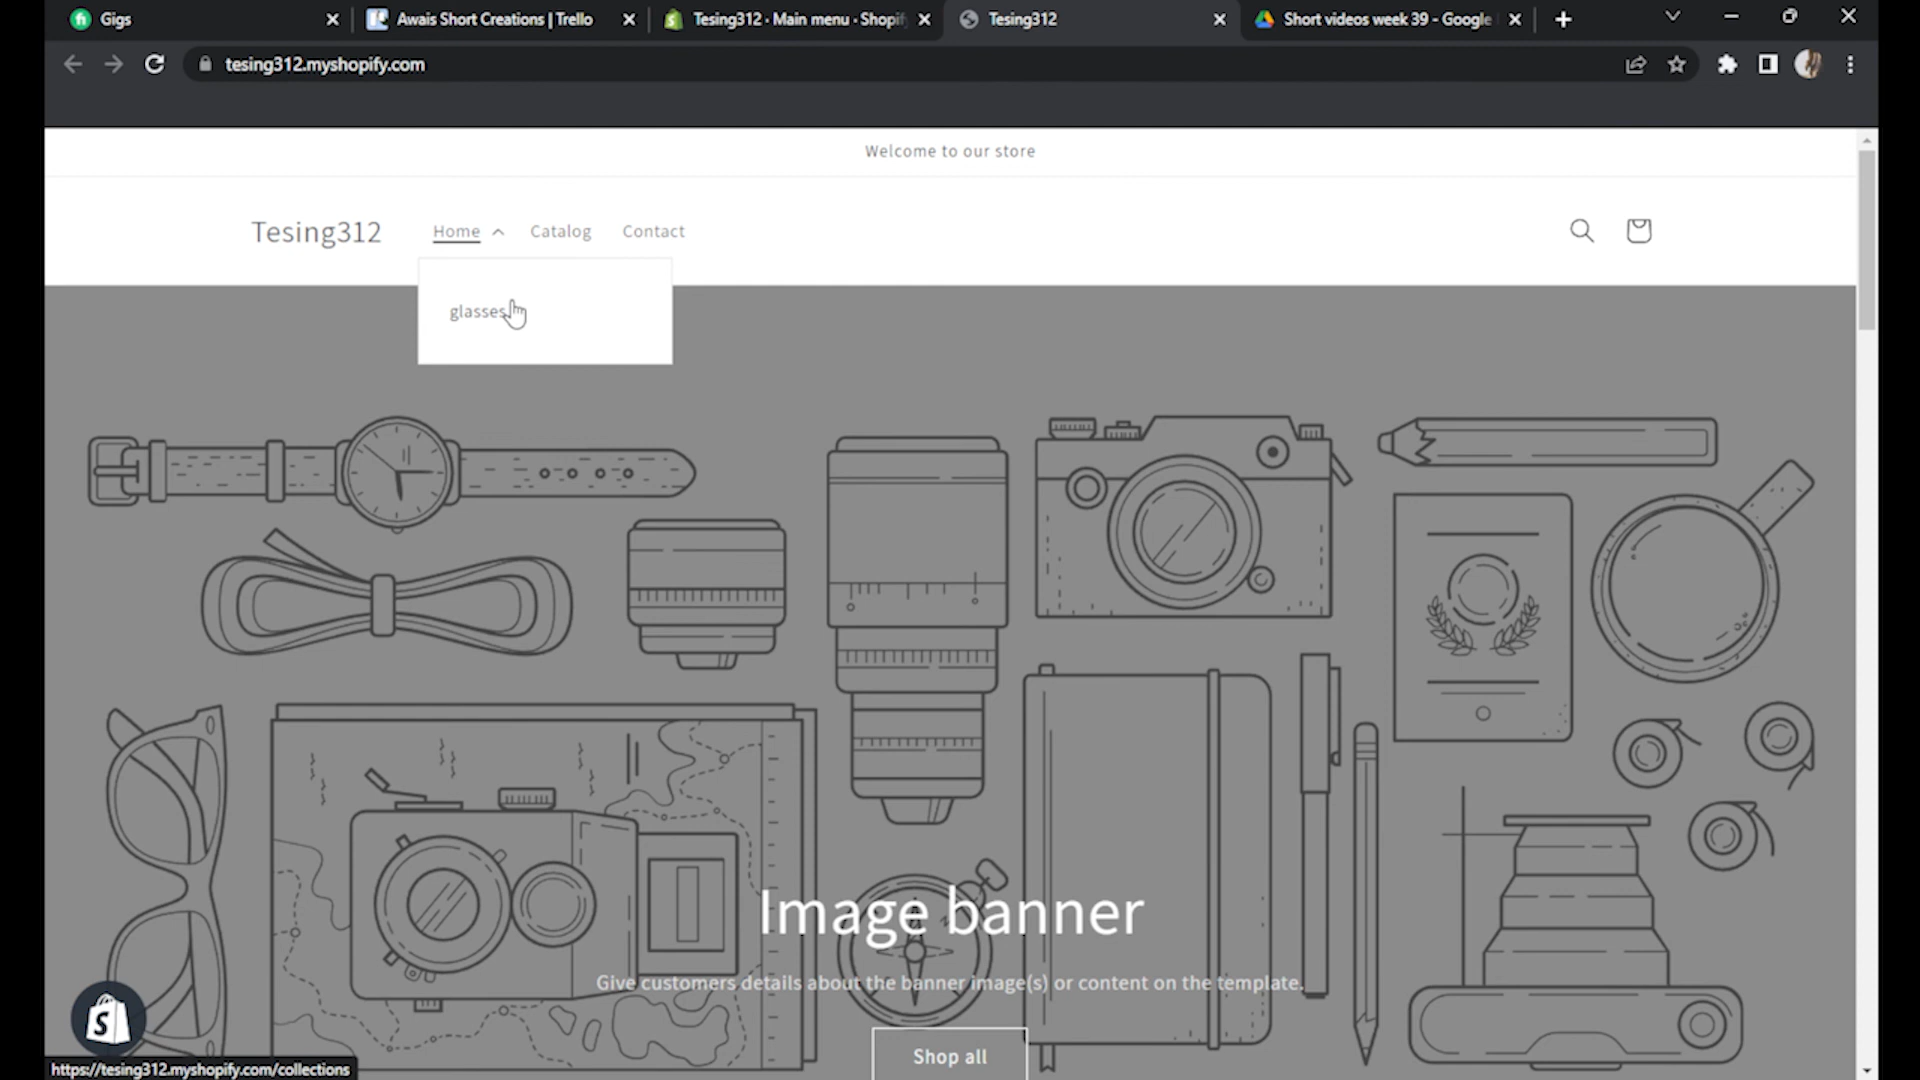 Gigs
Awais Short Creations | Trello
Tesing312 · Main menu · Shopif
Tesing312
Short videos week 39 - Google
tesing312.myshopify.com
Welcome to our store
Tesing312
Home
Catalog
Contact
glasses
Image banner
Give customers details about the banner image(s) or content on the template.
Shop all
https://tesing312.myshopify.com/collections